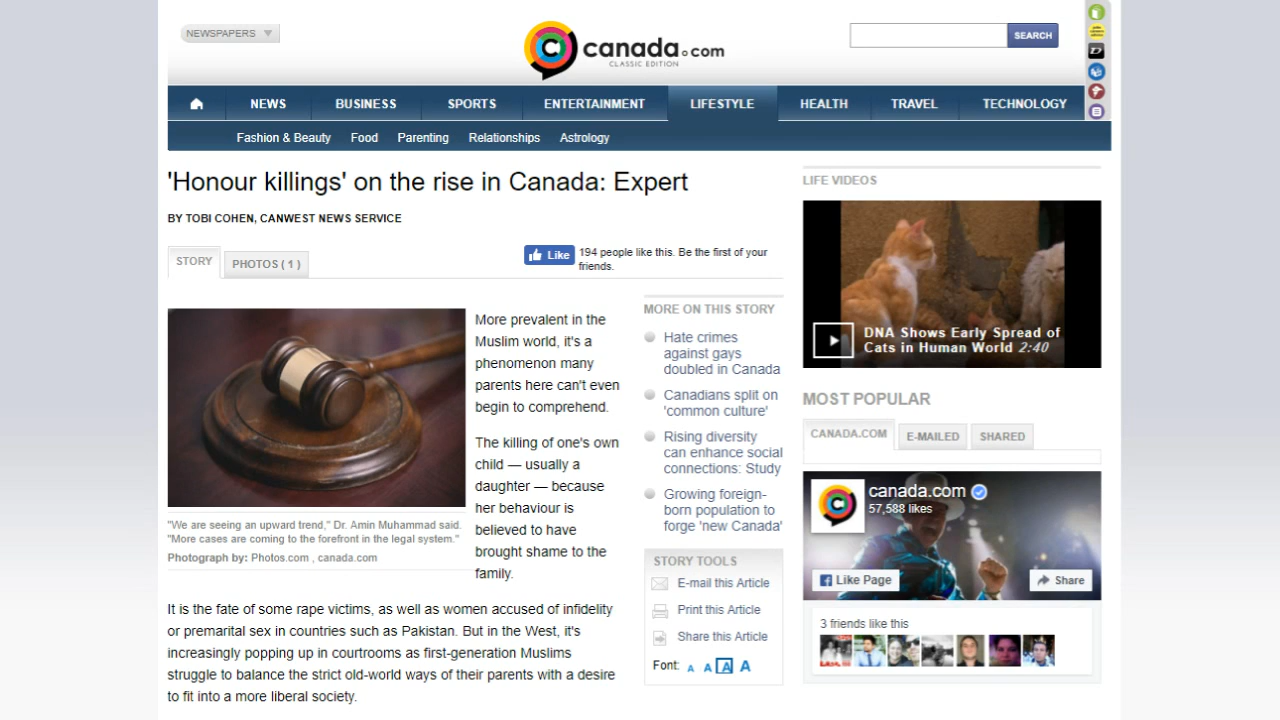 NEWSPAPERS
canada.com
CLASSIC EDITION
SEARCH
NEWS BUSINESS SPORTS ENTERTAINMENT LIFESTYLE HEALTH TRAVEL TECHNOLOGY
Fashion & Beauty Food Parenting Relationships Astrology
'Honour killings' on the rise in Canada: Expert
BY TOBI COHEN, CANWEST NEWS SERVICE
STORY
PHOTOS ( 1 )
Like
194 people like this. Be the first of your
friends.
"We are seeing an upward trend," Dr. Amin Muhammad said.
"More cases are coming to the forefront in the legal system."
Photograph by: Photos.com , canada.com
More prevalent in the
Muslim world, it's a
phenomenon many
parents here can't even
begin to comprehend.
The killing of one's own
child — usually a
daughter — because
her behaviour is
believed to have
brought shame to the
family.
It is the fate of some rape victims, as well as women accused of infidelity
or premarital sex in countries such as Pakistan. But in the West, it's
increasingly popping up in courtrooms as first-generation Muslims
struggle to balance the strict old-world ways of their parents with a desire
to fit into a more liberal society.
MORE ON THIS STORY
Hate crimes
against gays
doubled in Canada
Canadians split on
'common culture'
Rising diversity
can enhance social
connections: Study
Growing foreign-
born population to
forge 'new Canada'
STORY TOOLS
E-mail this Article
Print this Article
Share this Article
Font: A A A A
LIFE VIDEOS
DNA Shows Early Spread of
Cats in Human World 2:40
MOST POPULAR
CANADA.COM
E-MAILED
SHARED
canada.com
57,588 likes
Like Page
Share
3 friends like this